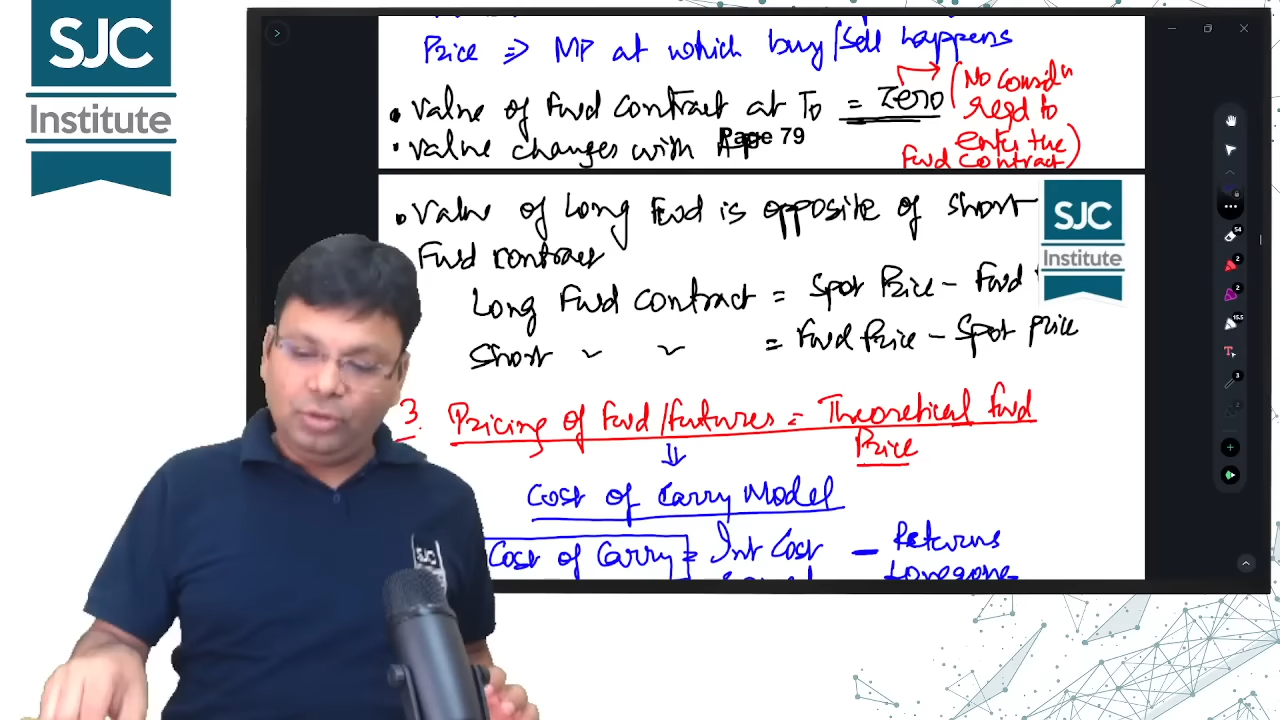 SJC
Institute
Price => MP at which buy/sell happens
• Value of Fwd contract at T0 = Zero (No consid^n
reqd to
enter the
Fwd contract)
• Value changes with
Page 79
• Value of Long Fwd is opposite of short
Fwd contract
SJC
Institute
Long Fwd contract = Spot Price - Fwd
Short " " = Fwd Price - Spot price
3. Pricing of Fwd/futures = Theoretical Fwd
Price
Cost of Carry Model
Cost of Carry = Int Cost - Returns
foregone
SJC